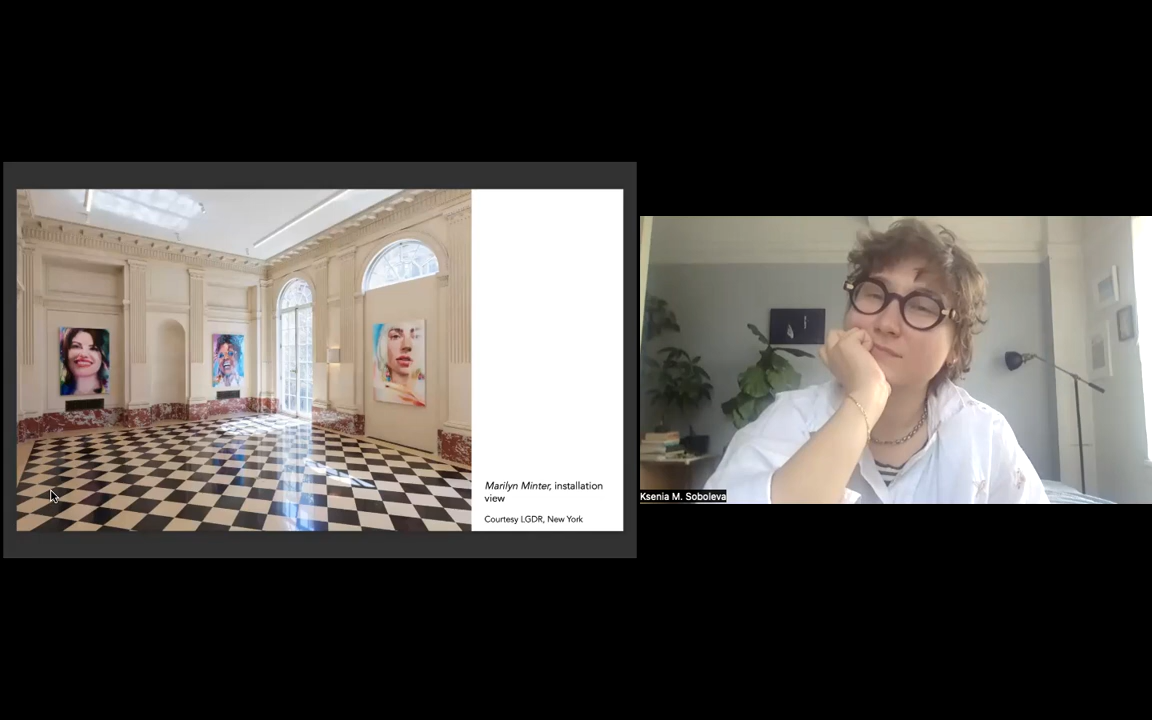 Marilyn Minter, installation
view
Courtesy LGDR, New York
Ksenia M. Soboleva